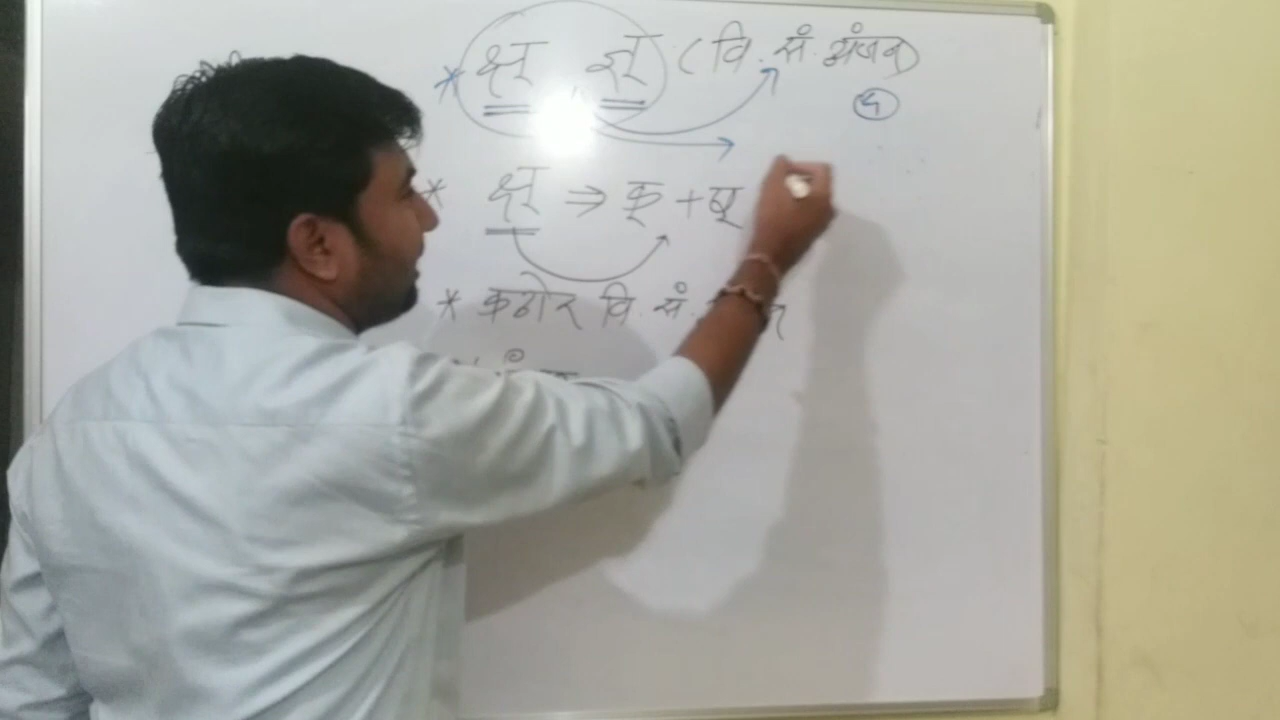 * क्ष् , ज्ञ् (वि. सं. व्यंजन)
५
* क्ष् ⇒ क् + ष्
* कठोर वि. सं.